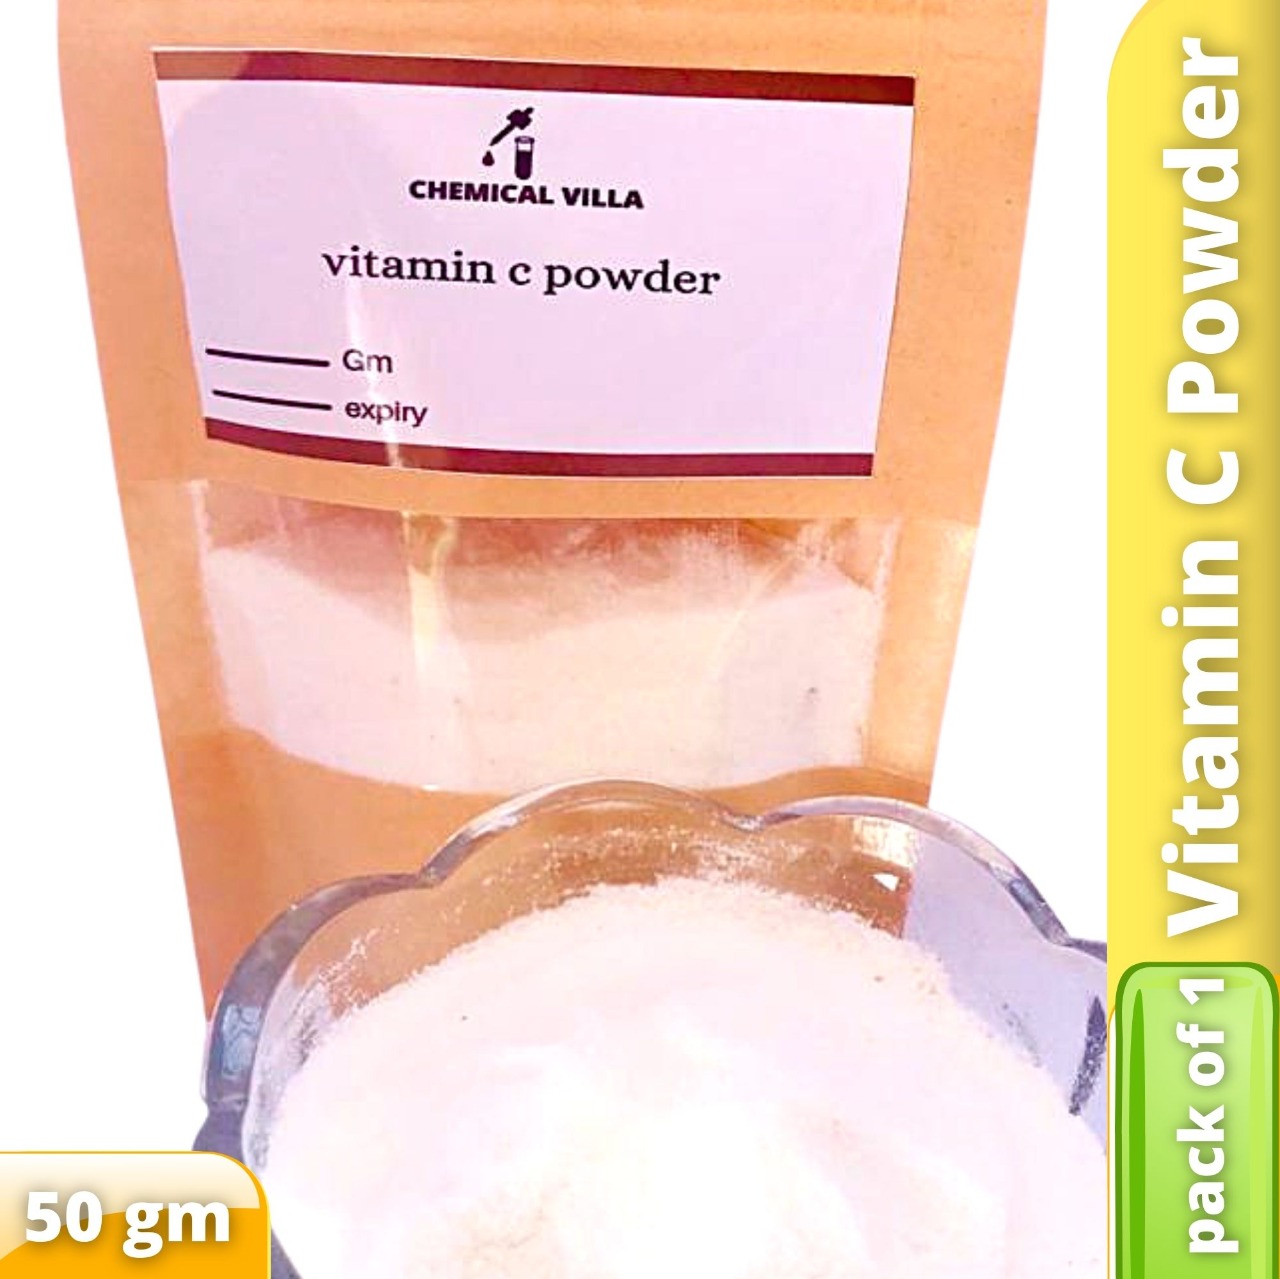 CHEMICAL VILLA
vitamin c powder
Gm
expiry
Vitamin C Powder
pack of 1
50 gm